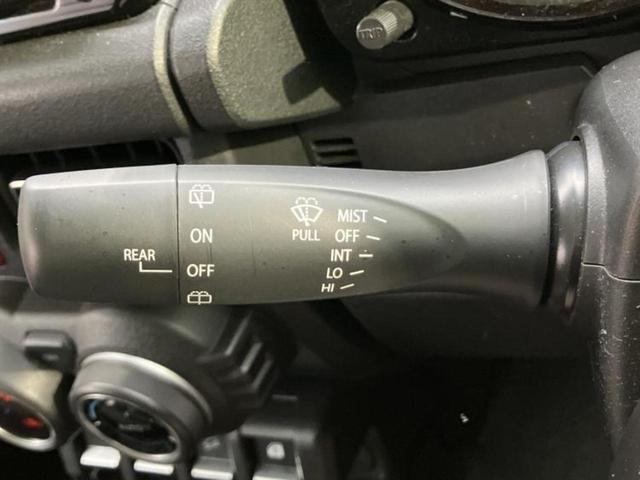 TRIP
MIST
PULL OFF
ON INT
REAR
OFF LO
HI